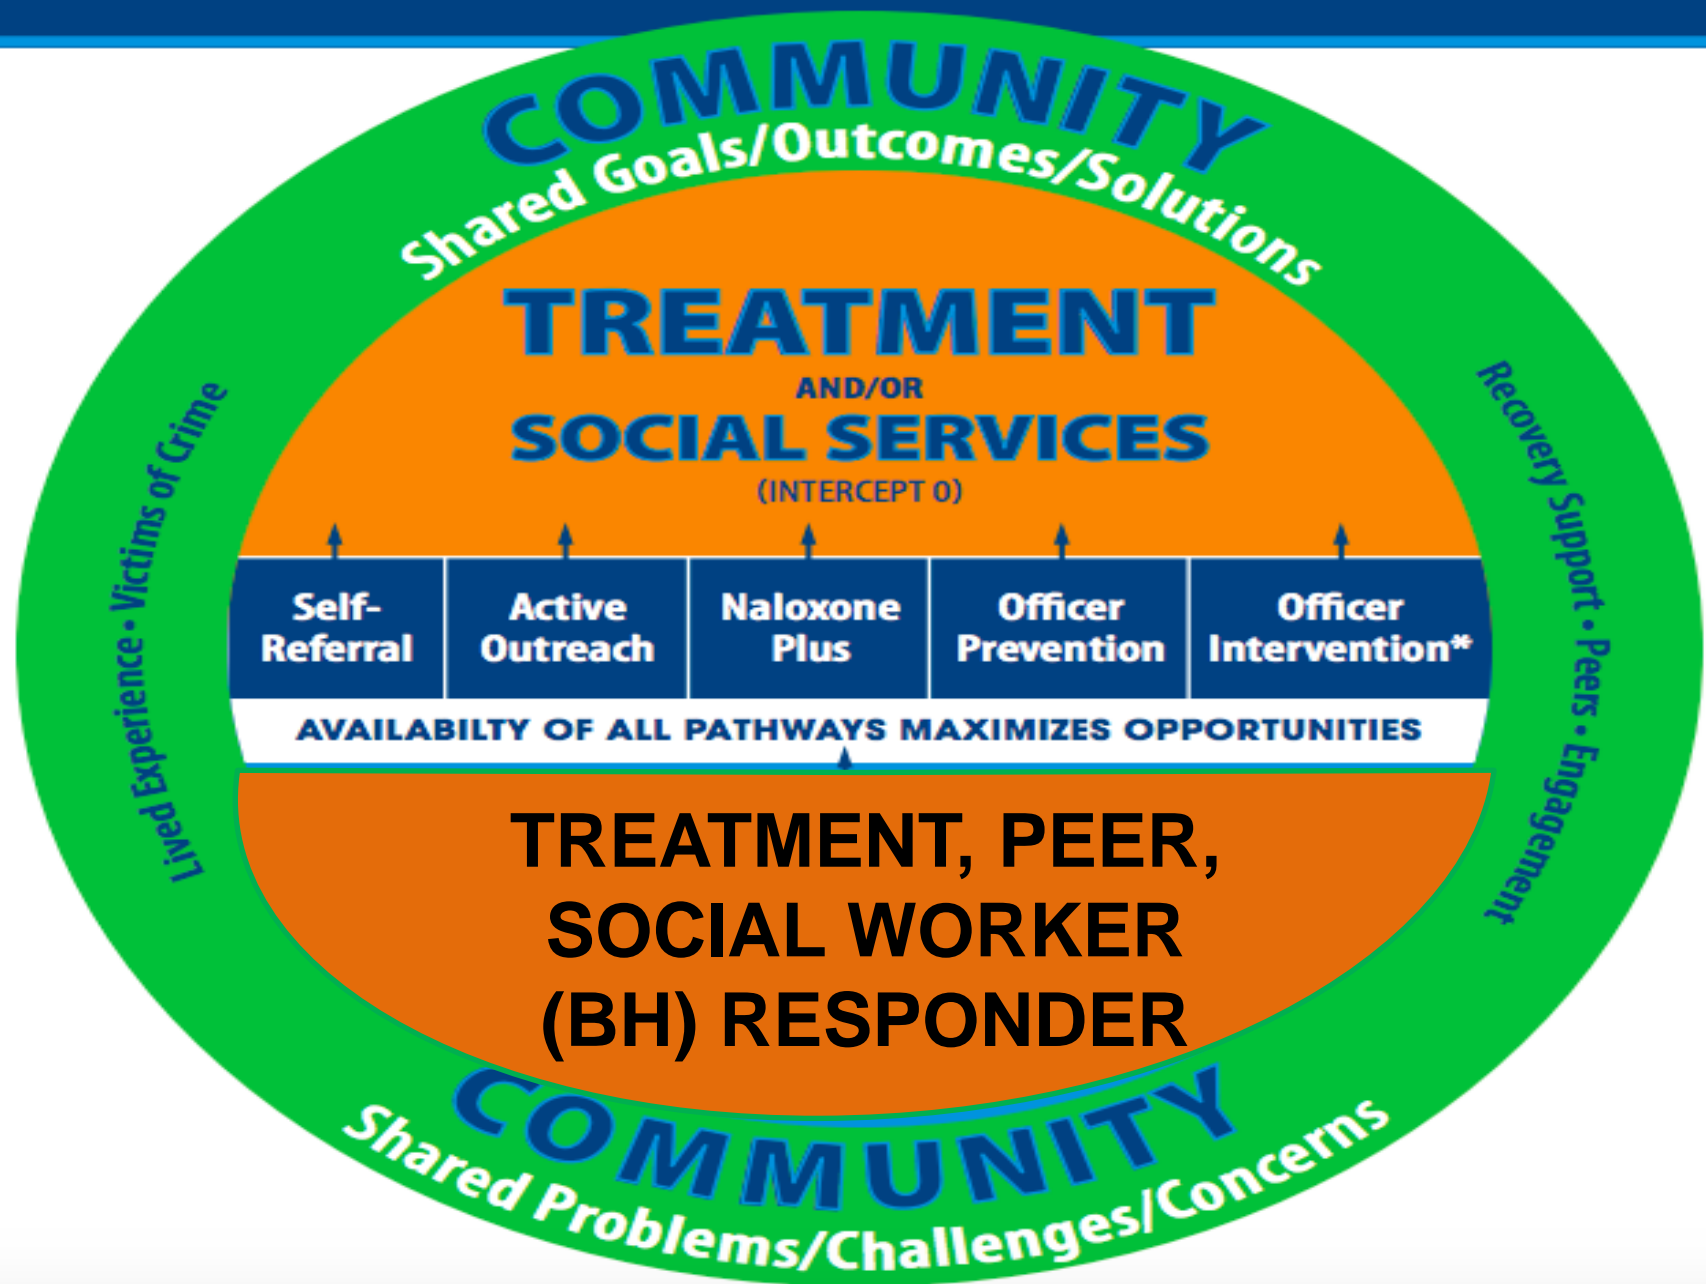 COMMUNITY
Shared Goals/Outcomes/Solutions
TREATMENT
AND/OR
SOCIAL SERVICES
(INTERCEPT 0)
Lived Experience • Victims of Crime
Recovery Support • Peers • Engagement
Self-
Referral
Active
Outreach
Naloxone
Plus
Officer
Prevention
Officer
Intervention*
AVAILABILTY OF ALL PATHWAYS MAXIMIZES OPPORTUNITIES
TREATMENT, PEER,
SOCIAL WORKER
(BH) RESPONDER
COMMUNITY
Shared Problems/Challenges/Concerns